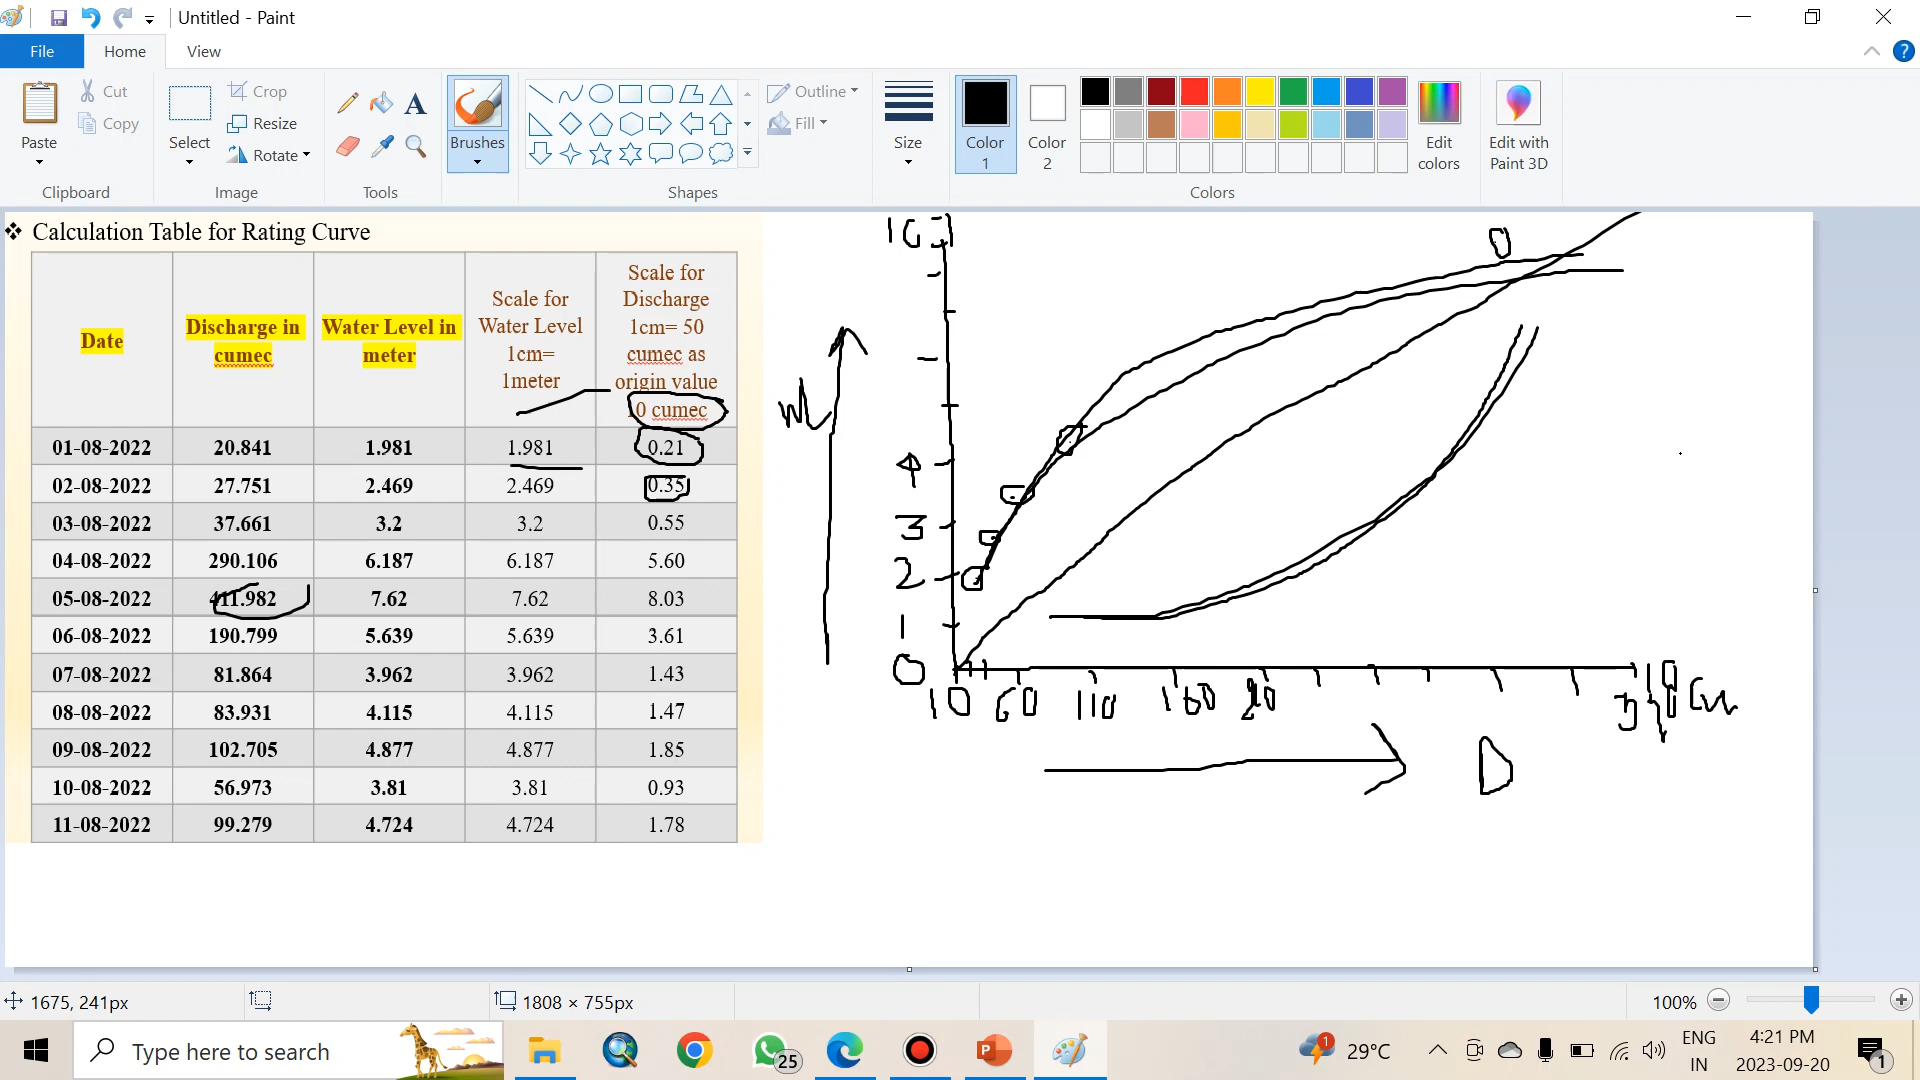 Untitled - Paint
File
Home
View
Paste
Cut
Copy
Clipboard
Select
Crop
Resize
Rotate
Image
Tools
Brushes
Shapes
Outline
Fill
Size
Color 1
Color 2
Edit colors
Edit with Paint 3D
Colors
❖ Calculation Table for Rating Curve
Date
Discharge in
cumec
Water Level in
meter
Scale for
Water Level
1cm=
1meter
Scale for
Discharge
1cm= 50
cumec as
origin value
10 cumec
01-08-2022 20.841 1.981 1.981 0.21
02-08-2022 27.751 2.469 2.469 0.35
03-08-2022 37.661 3.2 3.2 0.55
04-08-2022 290.106 6.187 6.187 5.60
05-08-2022 411.982 7.62 7.62 8.03
06-08-2022 190.799 5.639 5.639 3.61
07-08-2022 81.864 3.962 3.962 1.43
08-08-2022 83.931 4.115 4.115 1.47
09-08-2022 102.705 4.877 4.877 1.85
10-08-2022 56.973 3.81 3.81 0.93
11-08-2022 99.279 4.724 4.724 1.78
4
3
2
1
0
10 60 110 160
D
1675, 241px
1808 × 755px
100%
Type here to search
25
1
29°C
ENG
IN
4:21 PM
2023-09-20
1